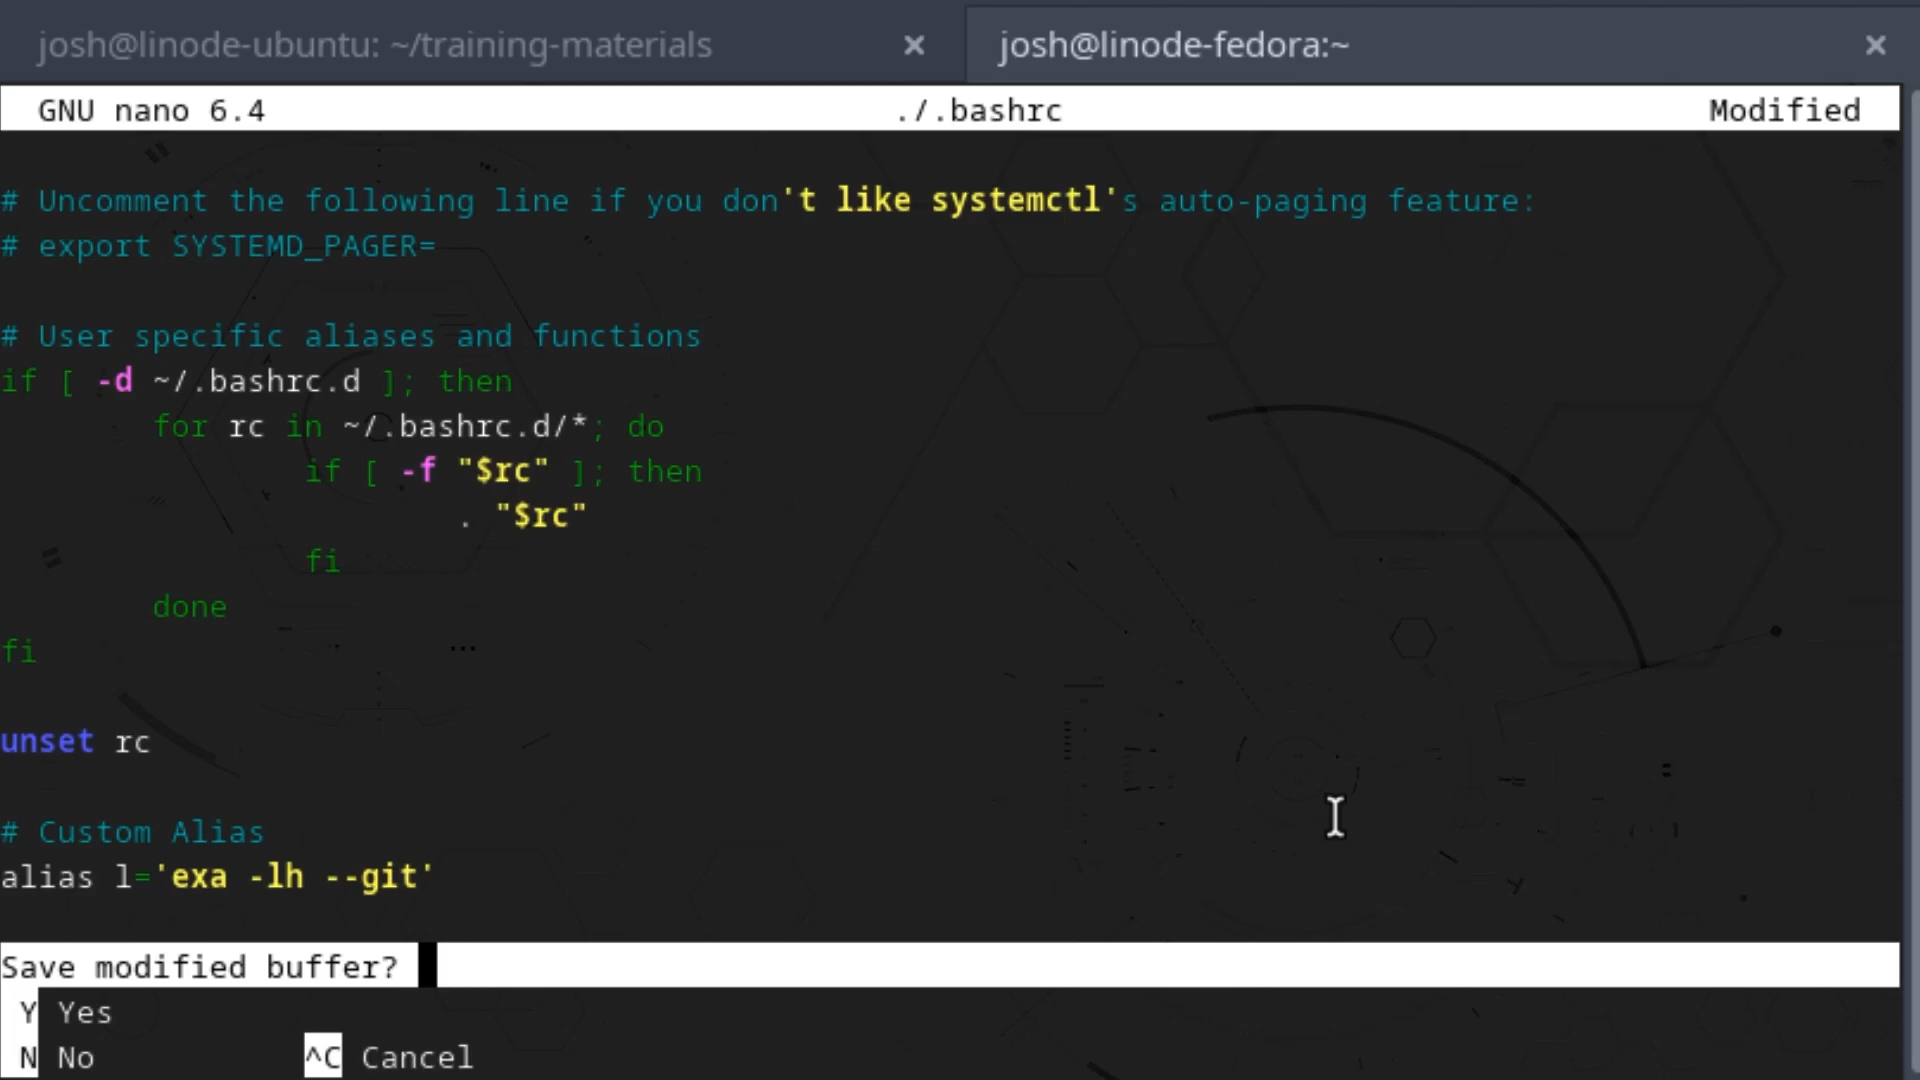 josh@linode-ubuntu: ~/training-materials × josh@linode-fedora:~ ×
GNU nano 6.4 ./.bashrc Modified
# Uncomment the following line if you don't like systemctl's auto-paging feature:
# export SYSTEMD_PAGER=
# User specific aliases and functions
if [ -d ~/.bashrc.d ]; then
        for rc in ~/.bashrc.d/*; do
                if [ -f "$rc" ]; then
                        . "$rc"
                fi
        done
fi
unset rc
# Custom Alias
alias l='exa -lh --git'
Save modified buffer?
Y Yes
N No ^C Cancel